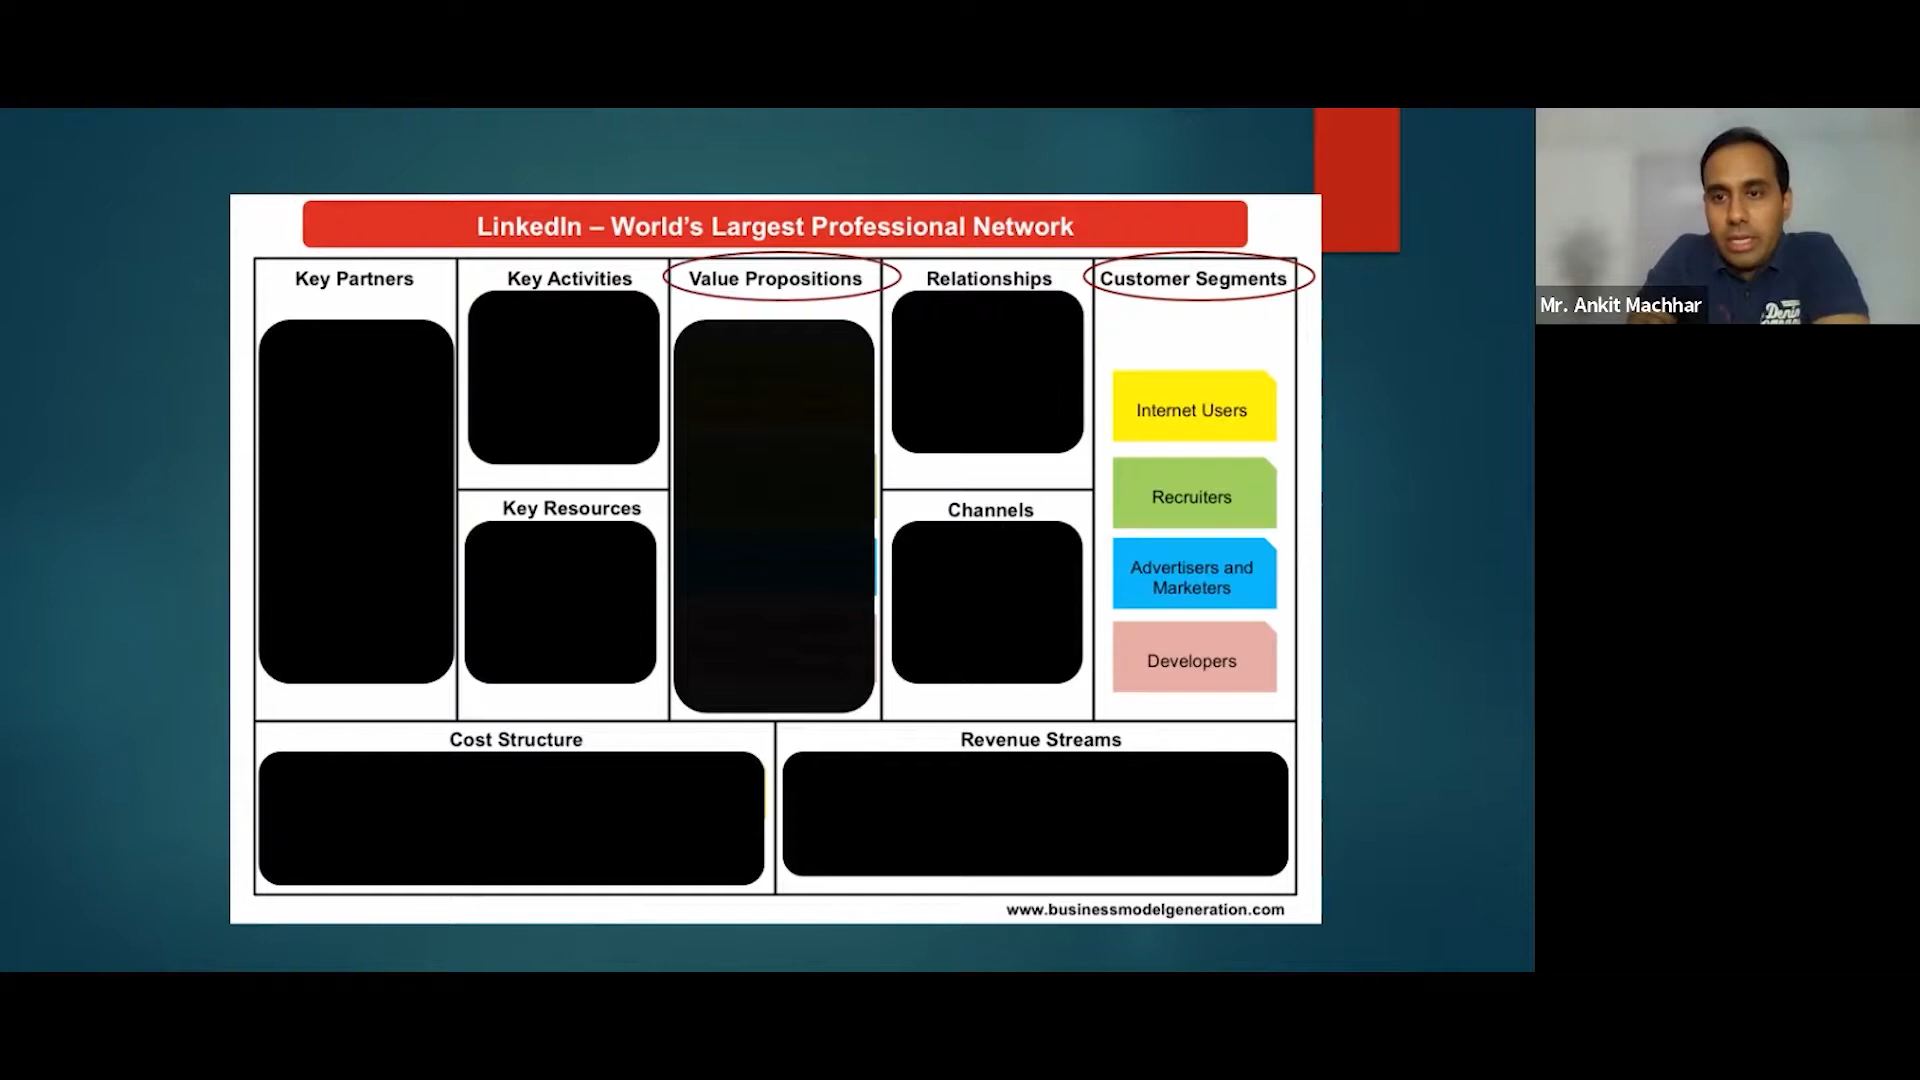 LinkedIn – World's Largest Professional Network
Key Partners
Key Activities
Value Propositions
Relationships
Customer Segments
Internet Users
Recruiters
Advertisers and
Marketers
Developers
Key Resources
Channels
Cost Structure
Revenue Streams
www.businessmodelgeneration.com
Mr. Ankit Machhar